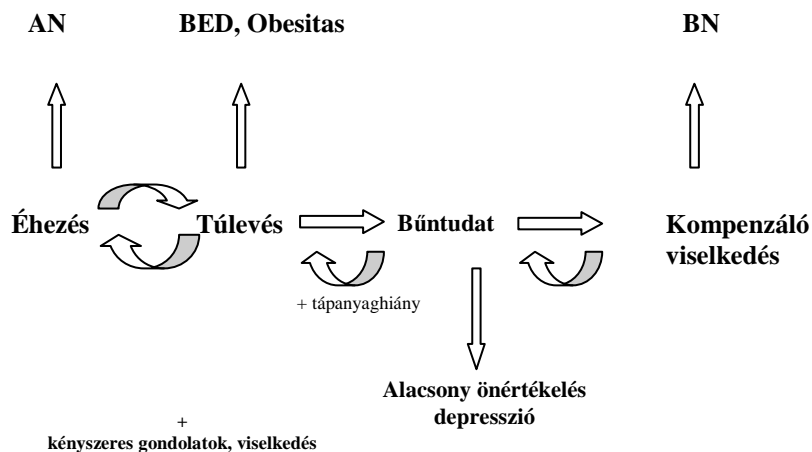 AN BED, Obesitas BN
Éhezés Túlevés Bűntudat Kompenzáló
viselkedés
+ tápanyaghiány
Alacsony önértékelés
depresszió
+
kényszeres gondolatok, viselkedés